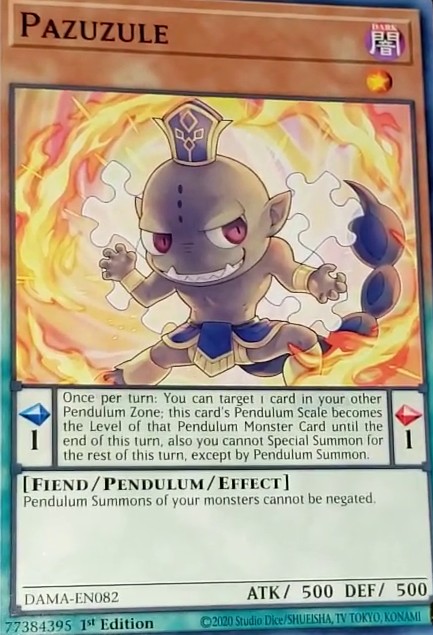 PAZUZULE
DARK
闇
Once per turn: You can target 1 card in your other
Pendulum Zone; this card's Pendulum Scale becomes
the Level of that Pendulum Monster Card until the
end of this turn, also you cannot Special Summon for
the rest of this turn, except by Pendulum Summon.
1
1
[FIEND/PENDULUM/EFFECT]
Pendulum Summons of your monsters cannot be negated.
DAMA-EN082
ATK/ 500 DEF/ 500
77384395 1st Edition
©2020 Studio Dice/SHUEISHA, TV TOKYO, KONAMI